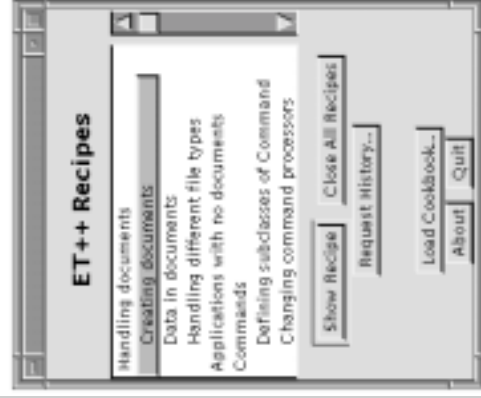 ET++ Recipes
Handling documents
Creating documents
Data in documents
Handling different file types
Applications with no documents
Commands
Defining subclasses of Command
Changing command processors
Show Recipe
Close All Recipes
Request History...
Load Cookbook...
About
Quit